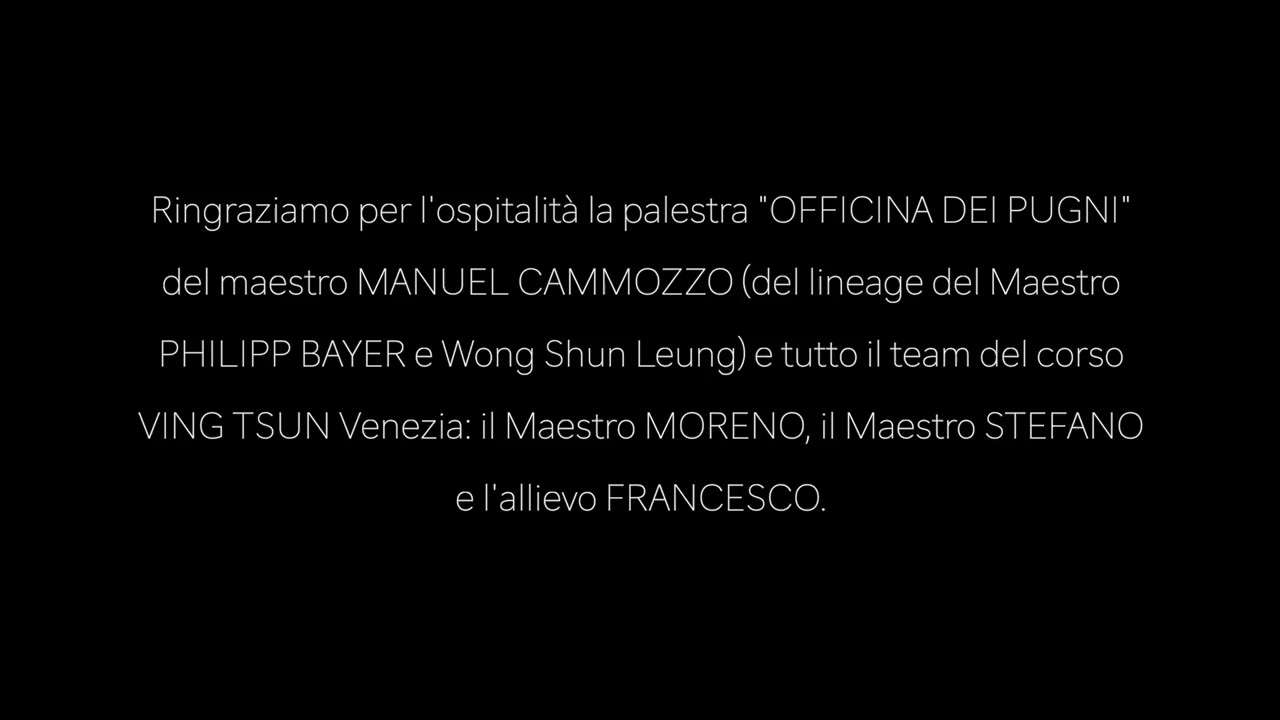 Ringraziamo per l'ospitalità la palestra "OFFICINA DEI PUGNI"
del maestro MANUEL CAMMOZZO (del lineage del Maestro
PHILIPP BAYER e Wong Shun Leung) e tutto il team del corso
VING TSUN Venezia: il Maestro MORENO, il Maestro STEFANO
e l'allievo FRANCESCO.